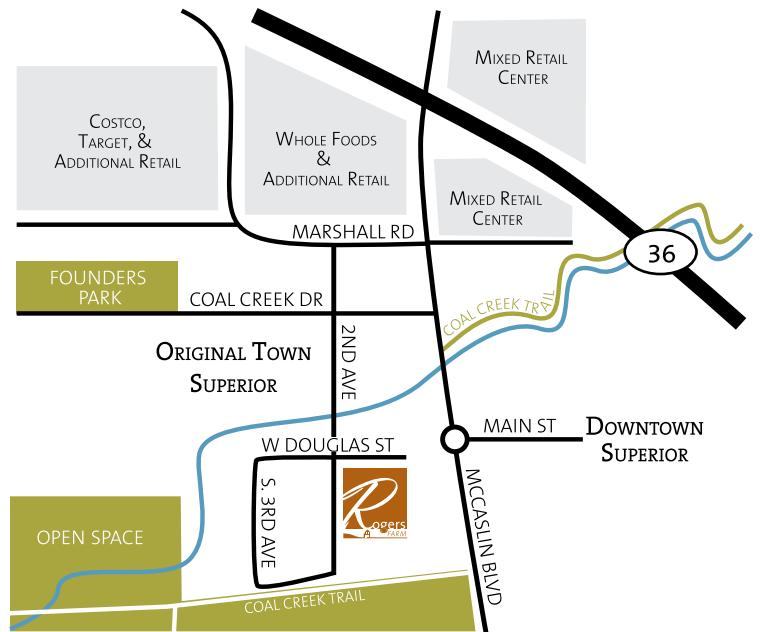 MIXED RETAIL
CENTER
COSTCO,
TARGET, &
ADDITIONAL RETAIL
WHOLE FOODS
&
ADDITIONAL RETAIL
MIXED RETAIL
CENTER
MARSHALL RD
36
FOUNDERS
PARK
COAL CREEK DR
COAL CREEK TRAIL
2ND AVE
ORIGINAL TOWN
SUPERIOR
MAIN ST
DOWNTOWN
SUPERIOR
W DOUGLAS ST
S. 3RD AVE
Rogers
FARM
MCCASLIN BLVD
OPEN SPACE
COAL CREEK TRAIL